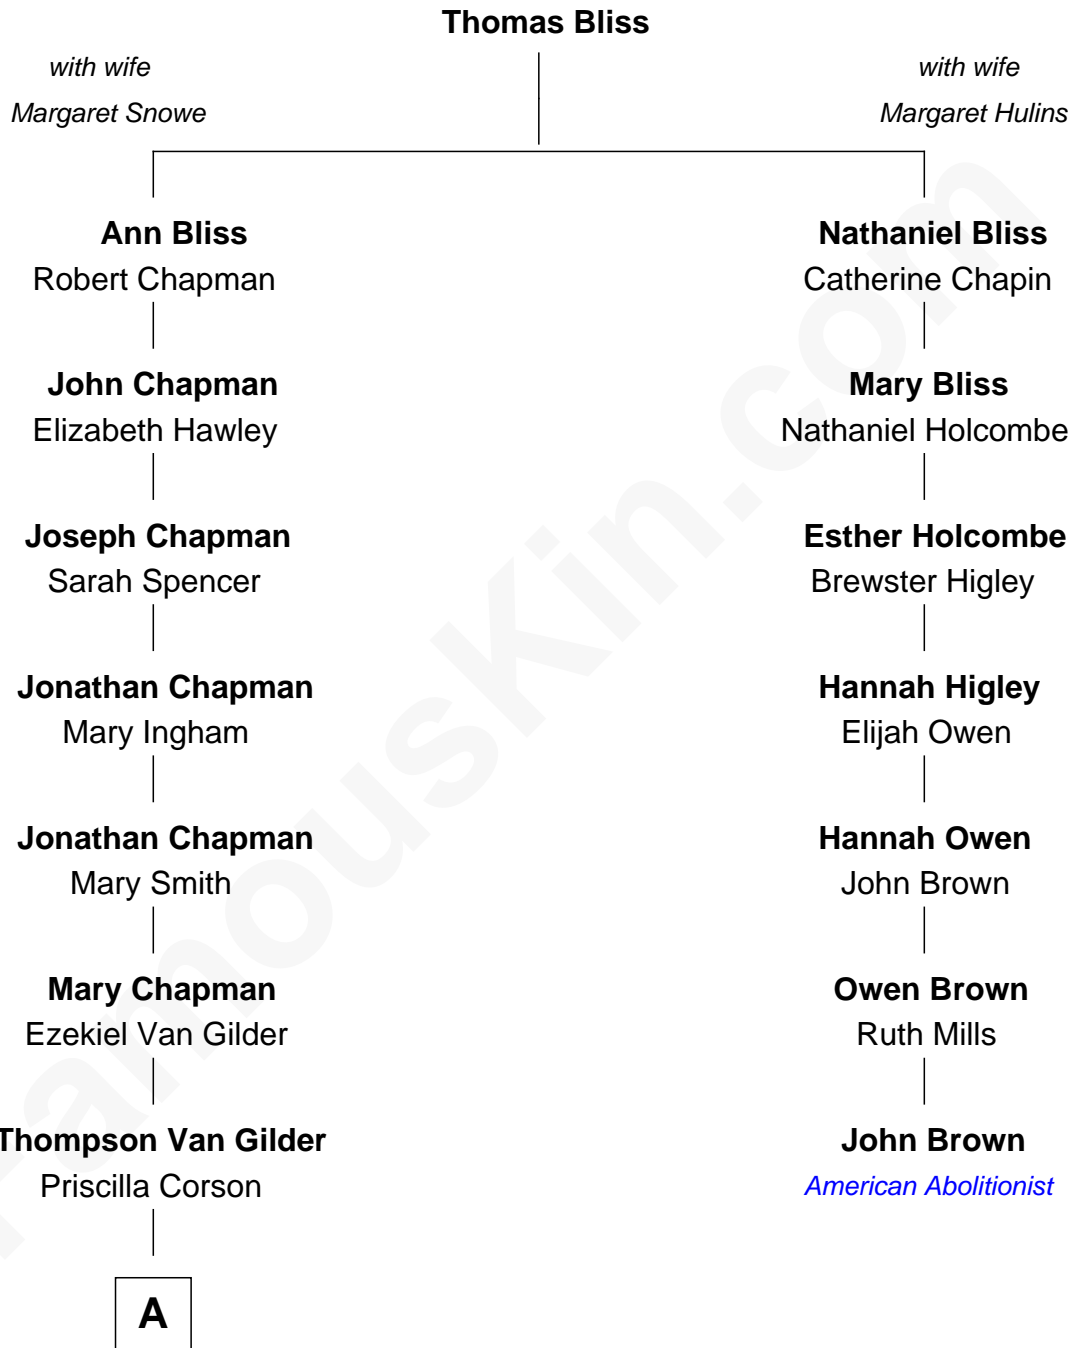 Thomas Bliss
with wife
Margaret Snowe
with wife
Margaret Hulins
Ann Bliss
Robert Chapman
Nathaniel Bliss
Catherine Chapin
John Chapman
Elizabeth Hawley
Mary Bliss
Nathaniel Holcombe
Joseph Chapman
Sarah Spencer
Esther Holcombe
Brewster Higley
Jonathan Chapman
Mary Ingham
Hannah Higley
Elijah Owen
Jonathan Chapman
Mary Smith
Hannah Owen
John Brown
Mary Chapman
Ezekiel Van Gilder
Owen Brown
Ruth Mills
Thompson Van Gilder
Priscilla Corson
John Brown
American Abolitionist
A
FamousKin.com